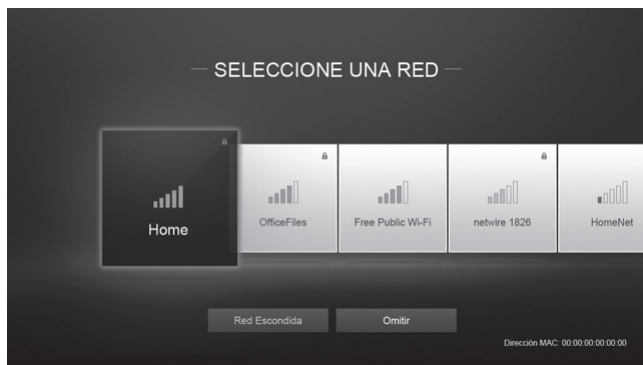 SELECCIONE UNA RED
Home
OfficeFiles
Free Public Wi-Fi
netwire 1826
HomeNet
Red Escondida
Omitir
Dirección MAC: 00:00:00:00:00:00